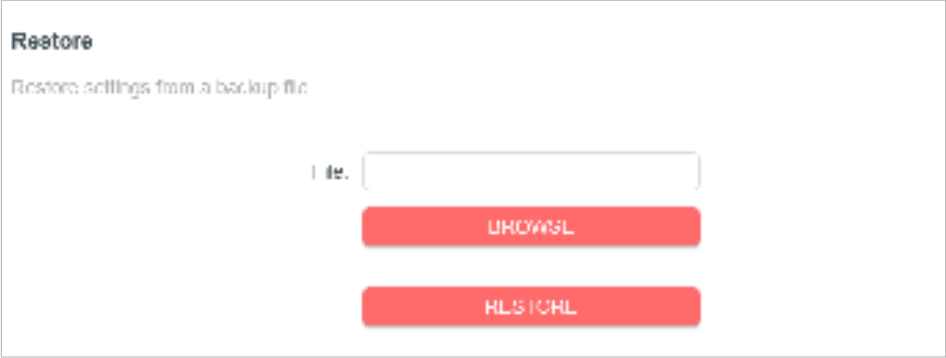 Restore
Restore settings from a backup file
File:
BROWSE
RESTORE